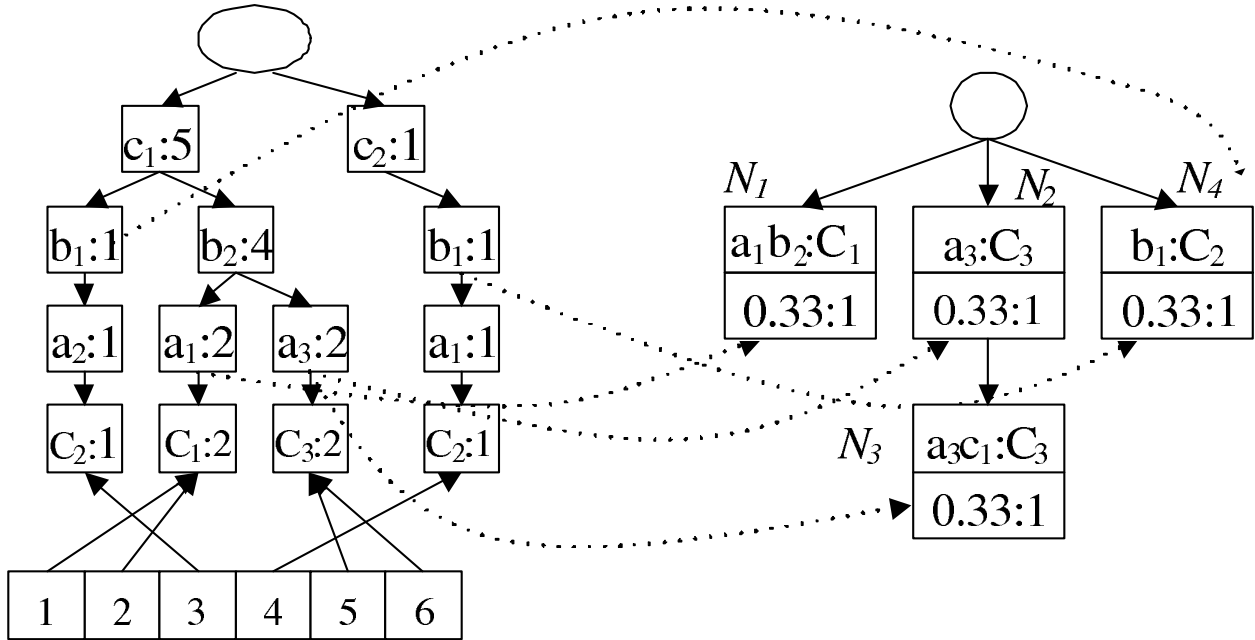 c₁:5 c₂:1
N₁ N₂ N₄
b₁:1 b₂:4 b₁:1 a₁b₂:C₁ a₃:C₃ b₁:C₂
0.33:1 0.33:1 0.33:1
a₂:1 a₁:2 a₃:2 a₁:1
C₂:1 C₁:2 C₃:2 C₂:1 N₃ a₃c₁:C₃
0.33:1
1 2 3 4 5 6